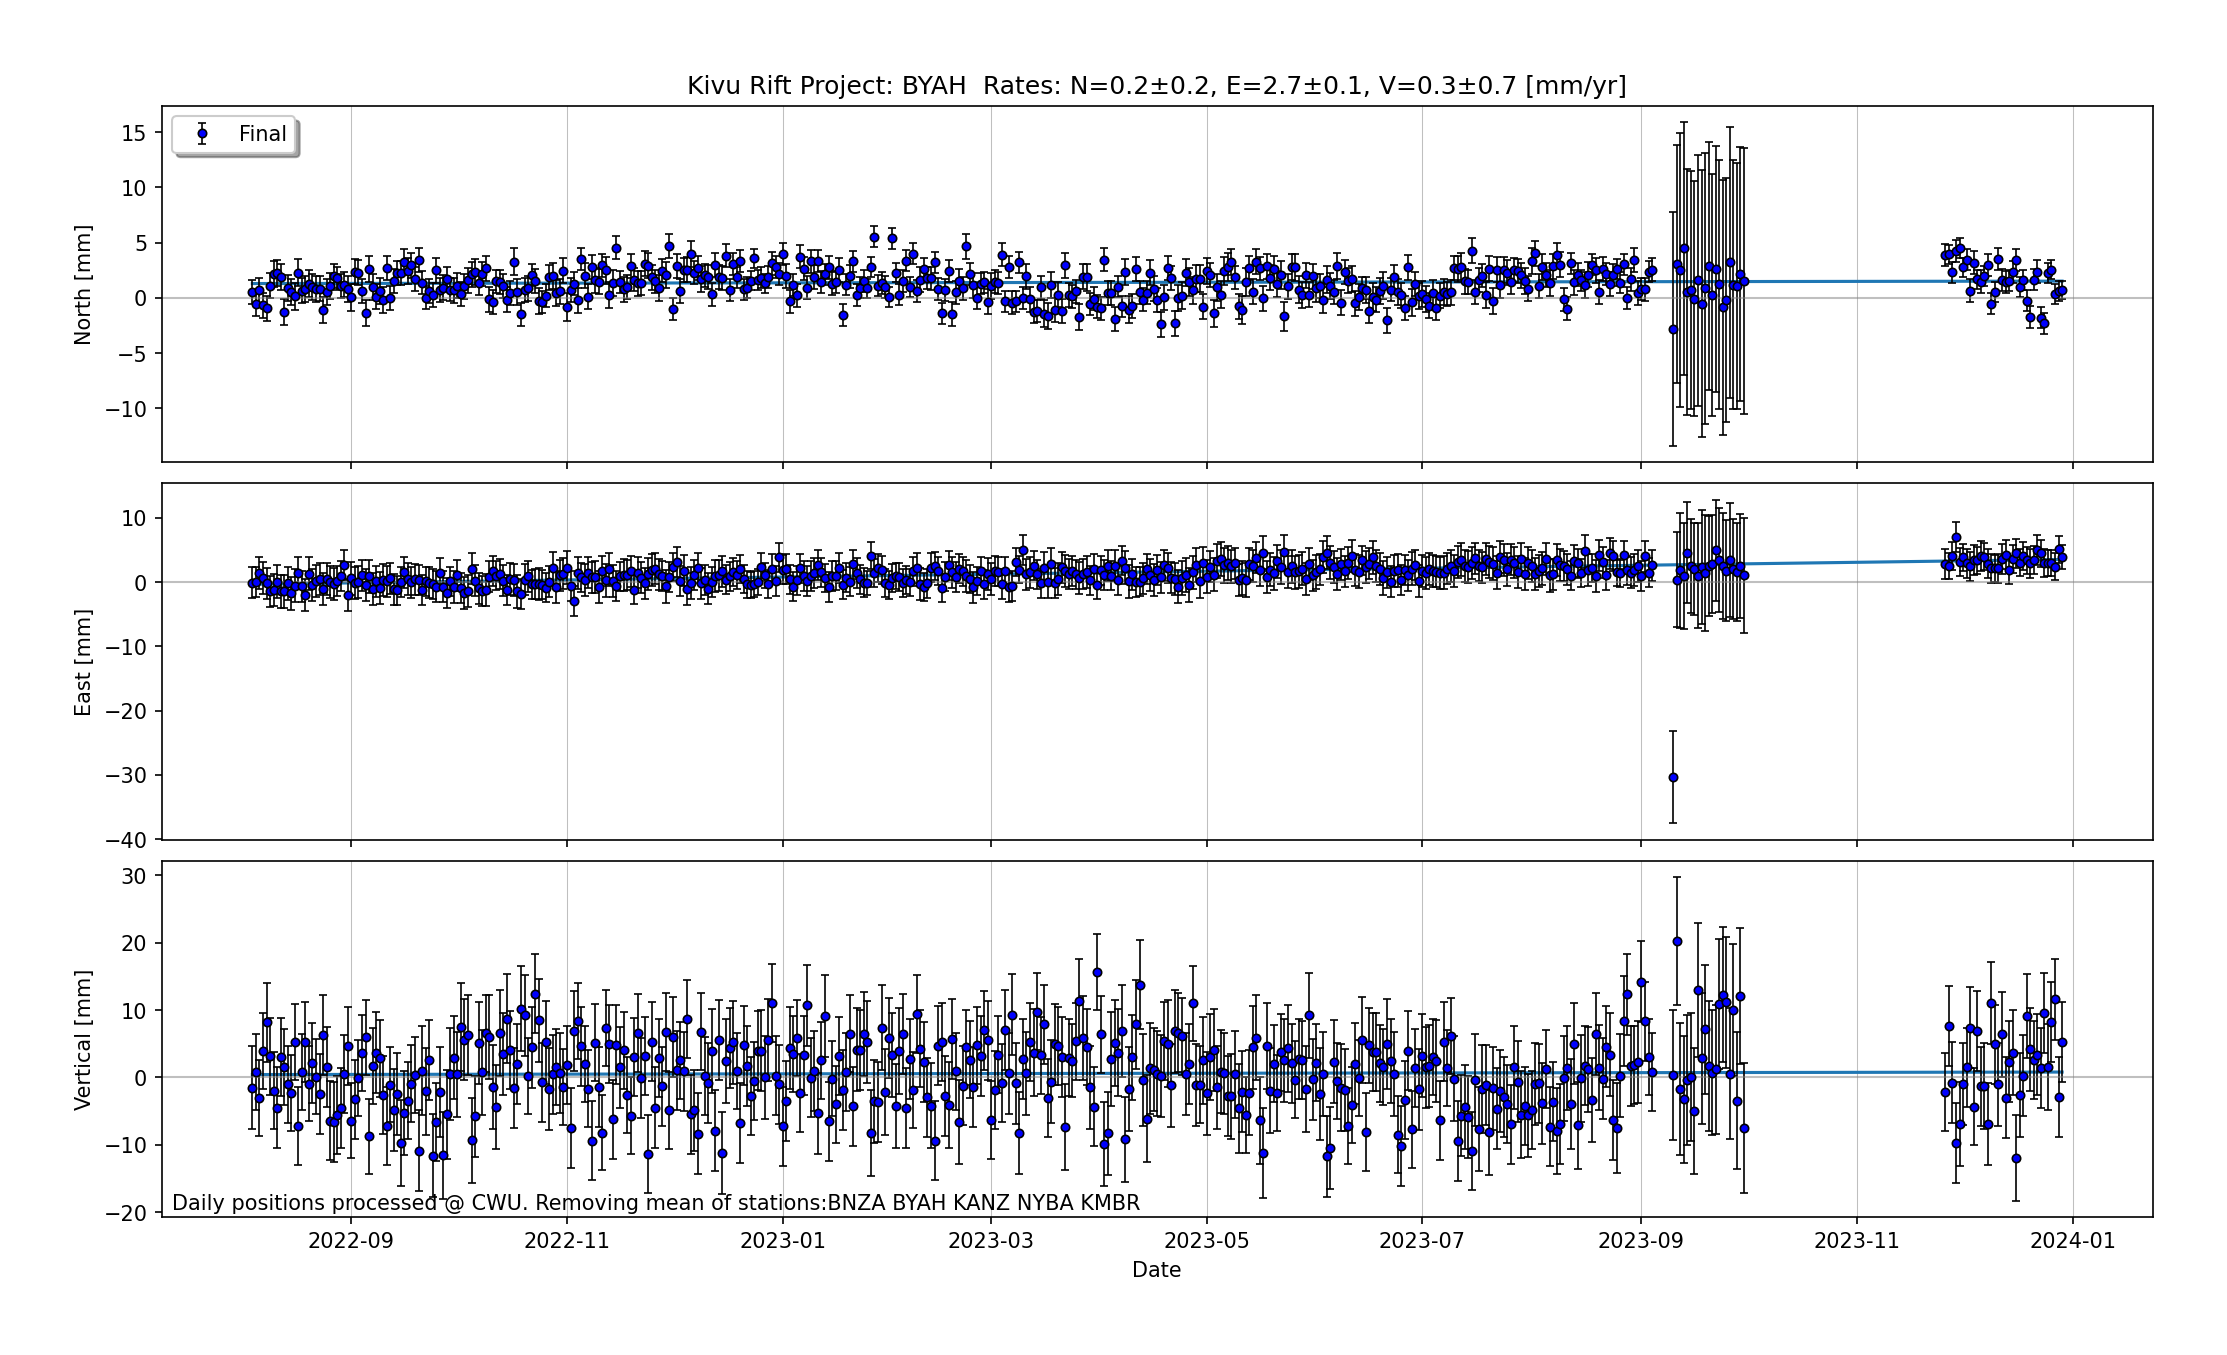 Kivu Rift Project: BYAH  Rates: N=0.2±0.2, E=2.7±0.1, V=0.3±0.7 [mm/yr]
Final
North [mm]
15
10
5
0
−5
−10
East [mm]
10
0
−10
−20
−30
−40
Vertical [mm]
30
20
10
0
−10
−20
Daily positions processed @ CWU. Removing mean of stations:BNZA BYAH KANZ NYBA KMBR
2022-09 2022-11 2023-01 2023-03 2023-05 2023-07 2023-09 2023-11 2024-01
Date